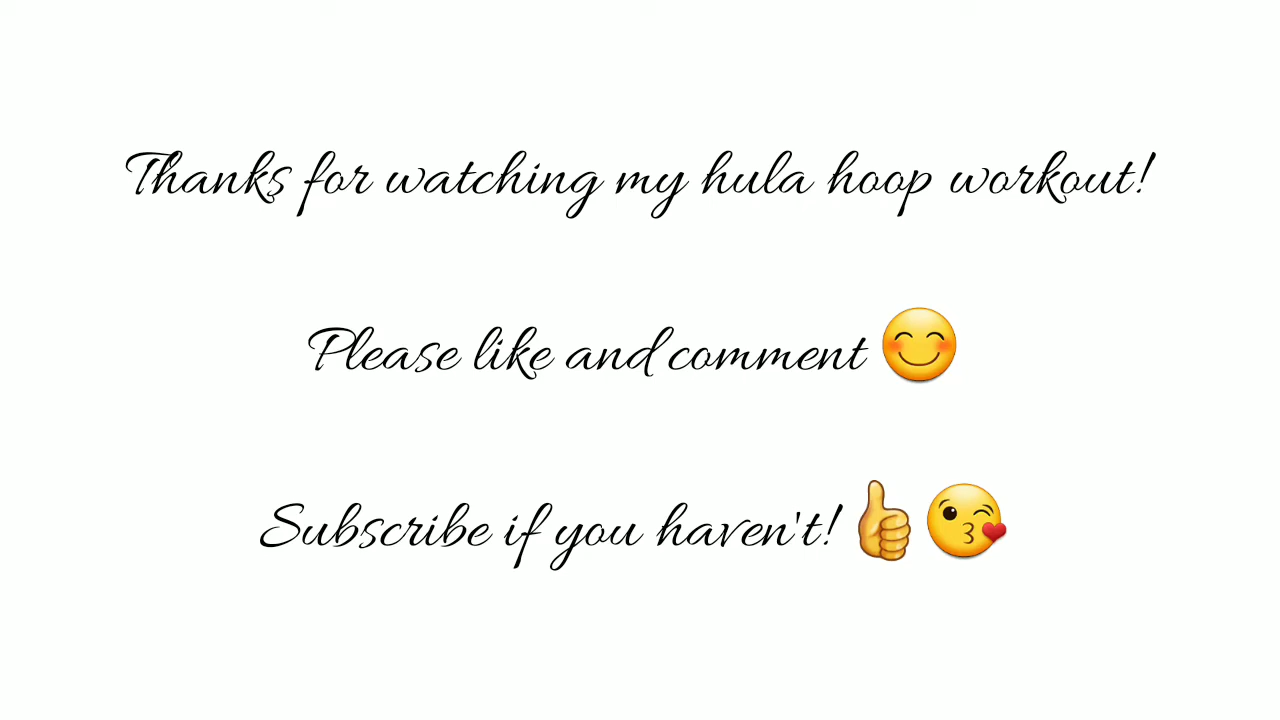 Thanks for watching my hula hoop workout!
Please like and comment 😊
Subscribe if you haven't! 👍😘